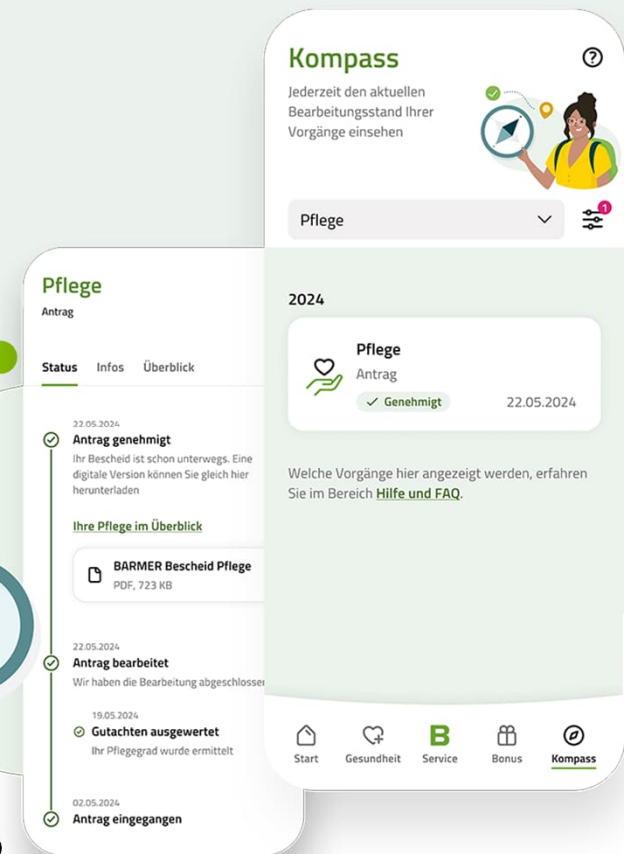 Kompass
Jederzeit den aktuellen
Bearbeitungsstand Ihrer
Vorgänge einsehen
Pflege
1
2024
Pflege
Antrag
Genehmigt
22.05.2024
Welche Vorgänge hier angezeigt werden, erfahren
Sie im Bereich Hilfe und FAQ.
Start
Gesundheit
B
Service
Bonus
Kompass
Pflege
Antrag
Status Infos Überblick
22.05.2024
Antrag genehmigt
Ihr Bescheid ist schon unterwegs. Eine
digitale Version können Sie gleich hier
herunterladen
Ihre Pflege im Überblick
BARMER Bescheid Pflege
PDF, 723 KB
22.05.2024
Antrag bearbeitet
Wir haben die Bearbeitung abgeschlossen
19.05.2024
Gutachten ausgewertet
Ihr Pflegegrad wurde ermittelt
02.05.2024
Antrag eingegangen